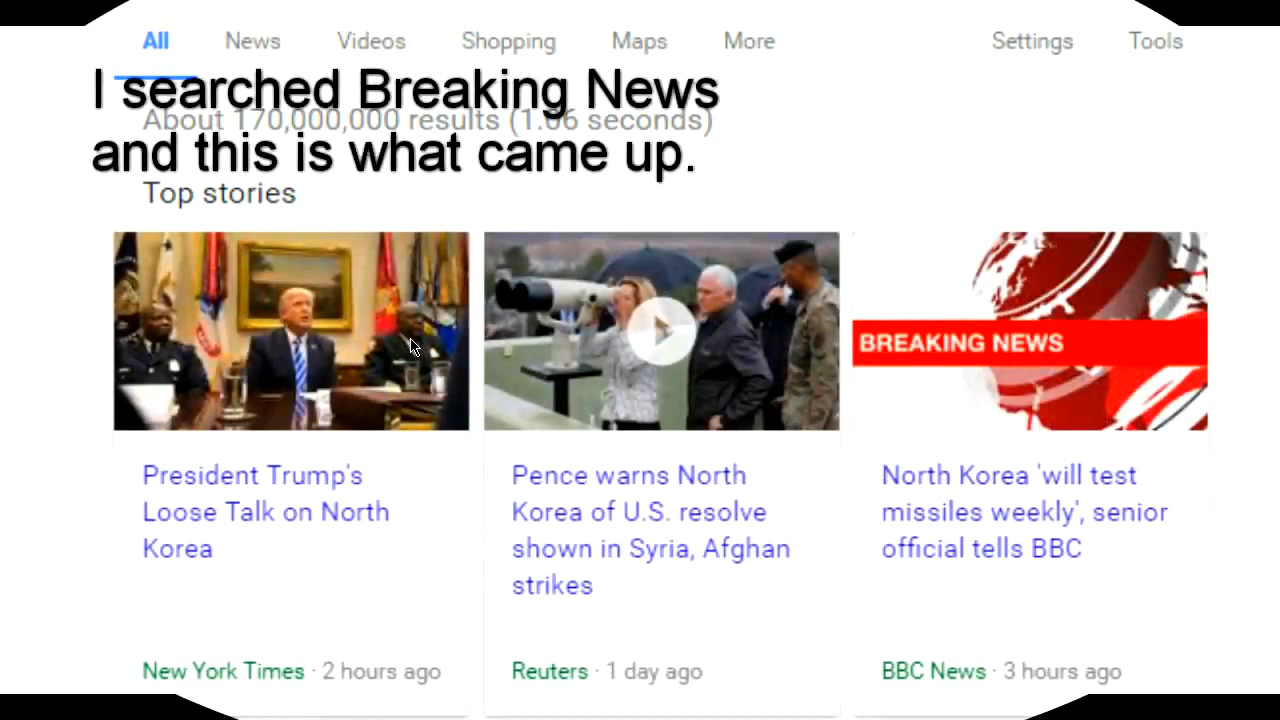 All News Videos Shopping Maps More Settings Tools
I searched Breaking News
About 170,000,000 results (1.06 seconds)
and this is what came up.
Top stories
BREAKING NEWS
President Trump's
Loose Talk on North
Korea
New York Times · 2 hours ago
Pence warns North
Korea of U.S. resolve
shown in Syria, Afghan
strikes
Reuters · 1 day ago
North Korea 'will test
missiles weekly', senior
official tells BBC
BBC News · 3 hours ago